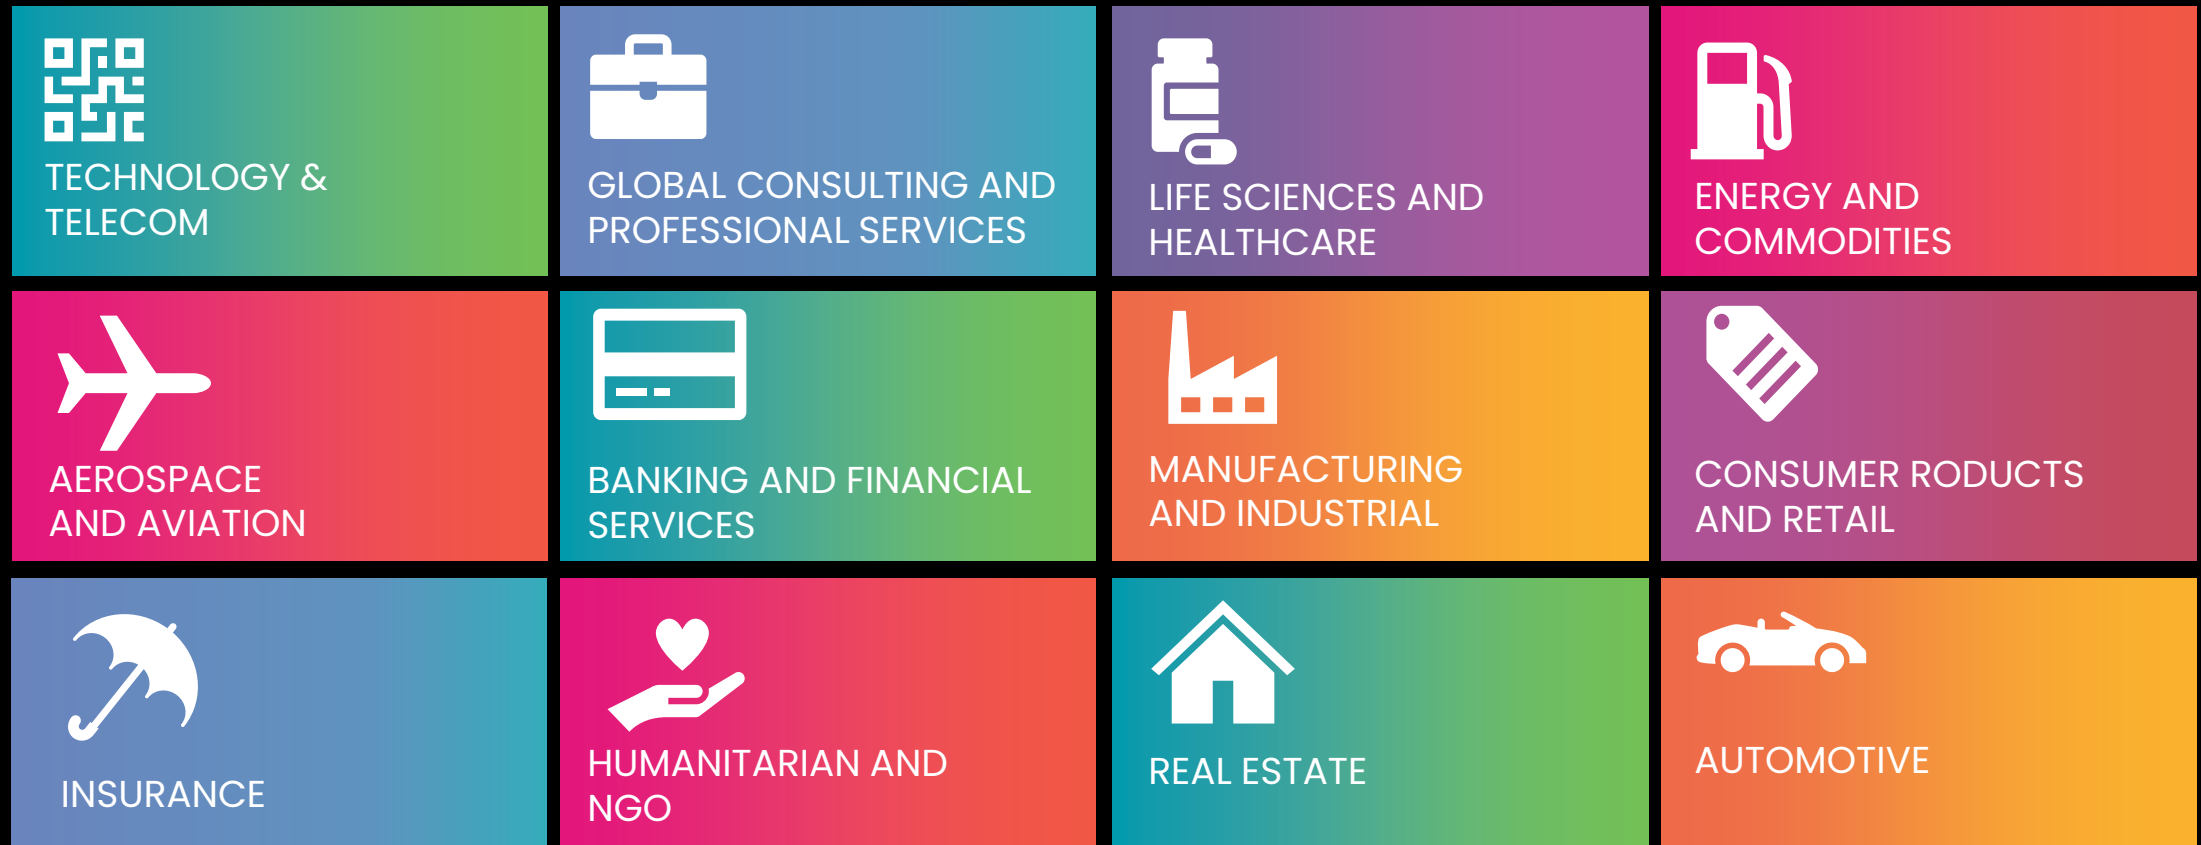 TECHNOLOGY &
TELECOM
GLOBAL CONSULTING AND
PROFESSIONAL SERVICES
LIFE SCIENCES AND
HEALTHCARE
ENERGY AND
COMMODITIES
AEROSPACE
AND AVIATION
BANKING AND FINANCIAL
SERVICES
MANUFACTURING
AND INDUSTRIAL
CONSUMER RODUCTS
AND RETAIL
INSURANCE
HUMANITARIAN AND
NGO
REAL ESTATE
AUTOMOTIVE